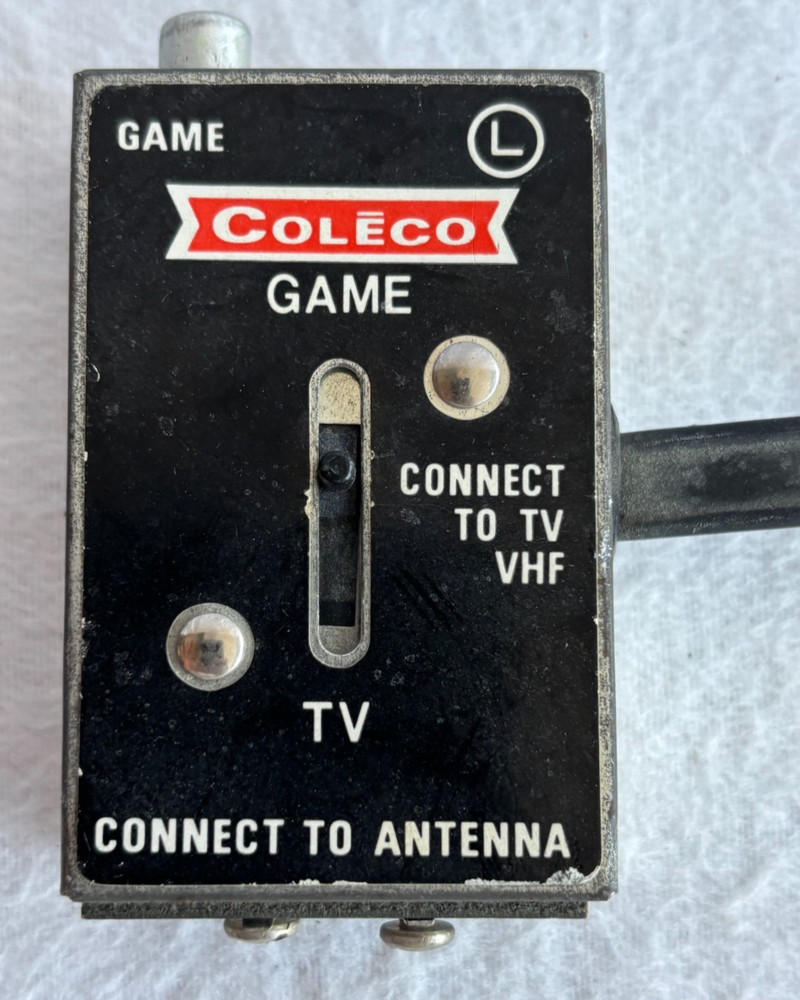 GAME
L
COLĒCO
GAME
CONNECT
TO TV
VHF
TV
CONNECT TO ANTENNA